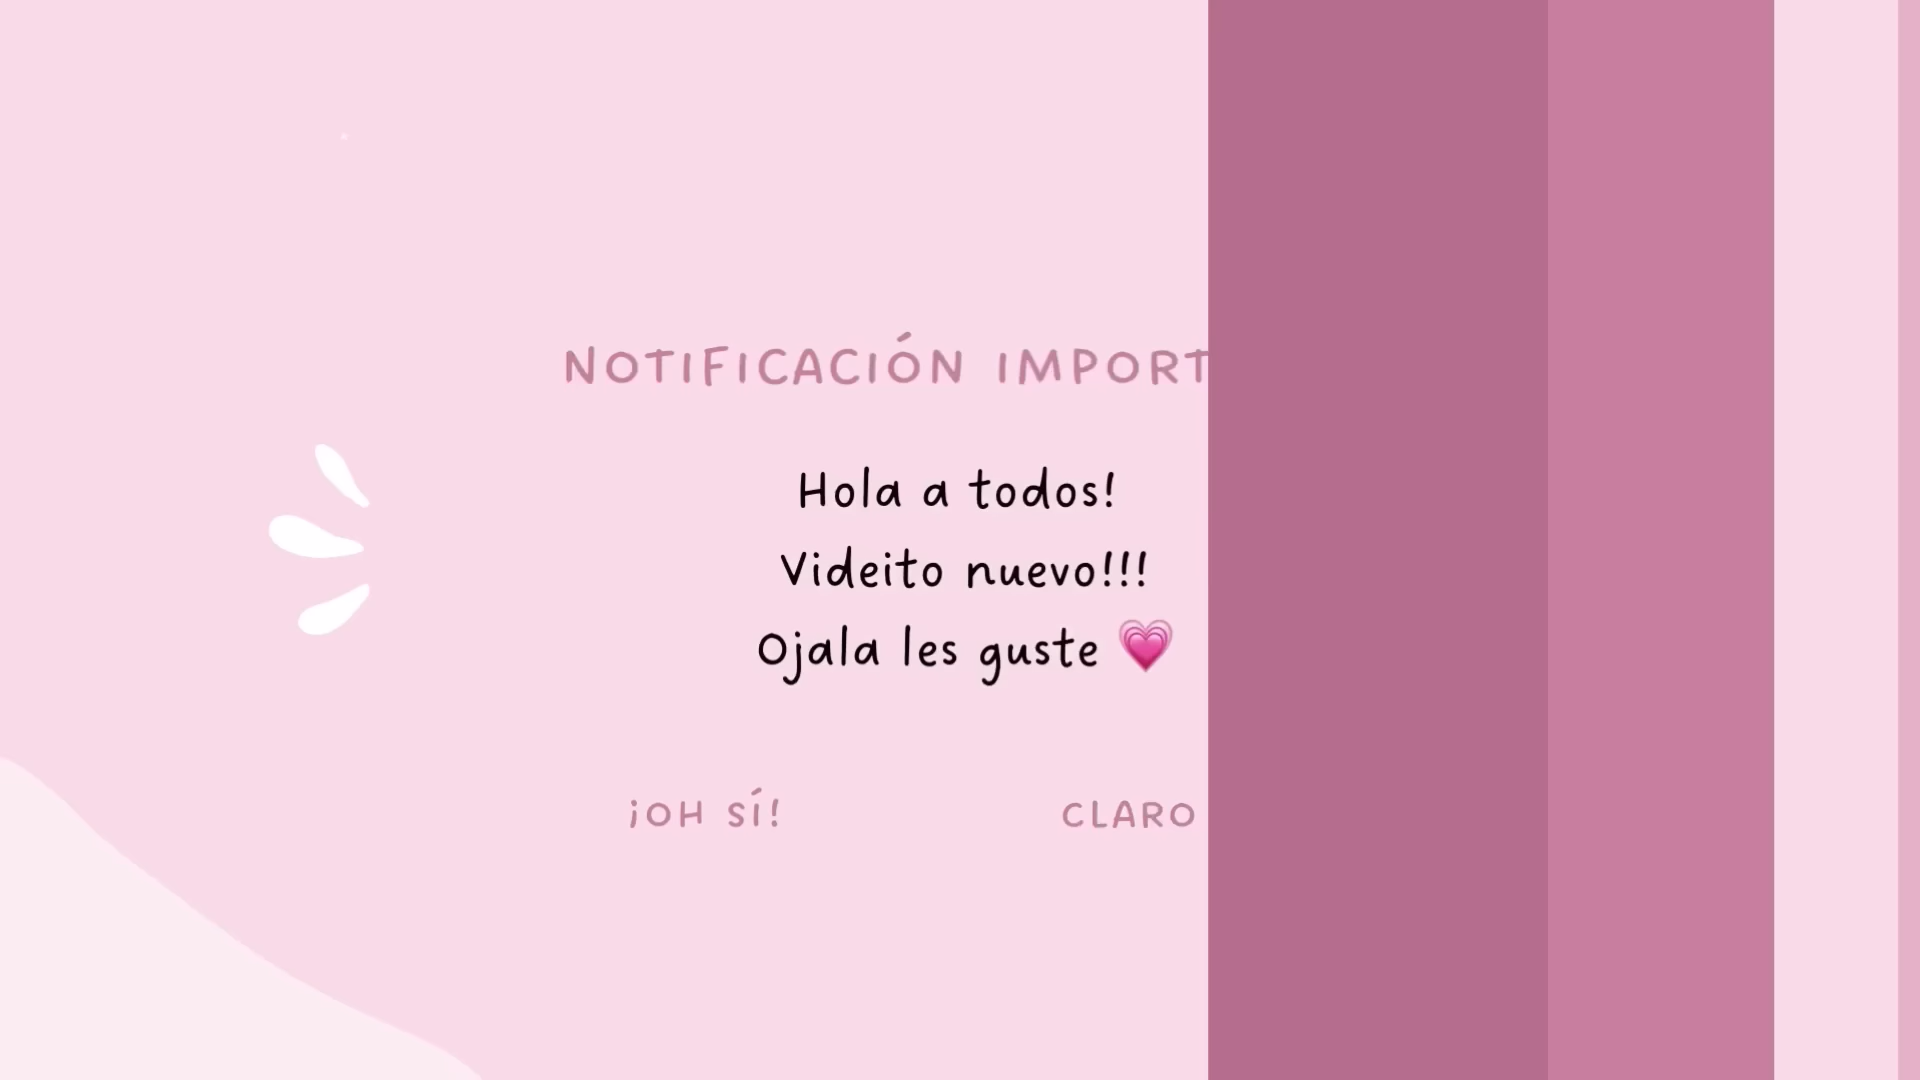 NOTIFICACIÓN IMPORT
Hola a todos!
Videito nuevo!!!
Ojala les guste 💗
¡OH SÍ!
CLARO